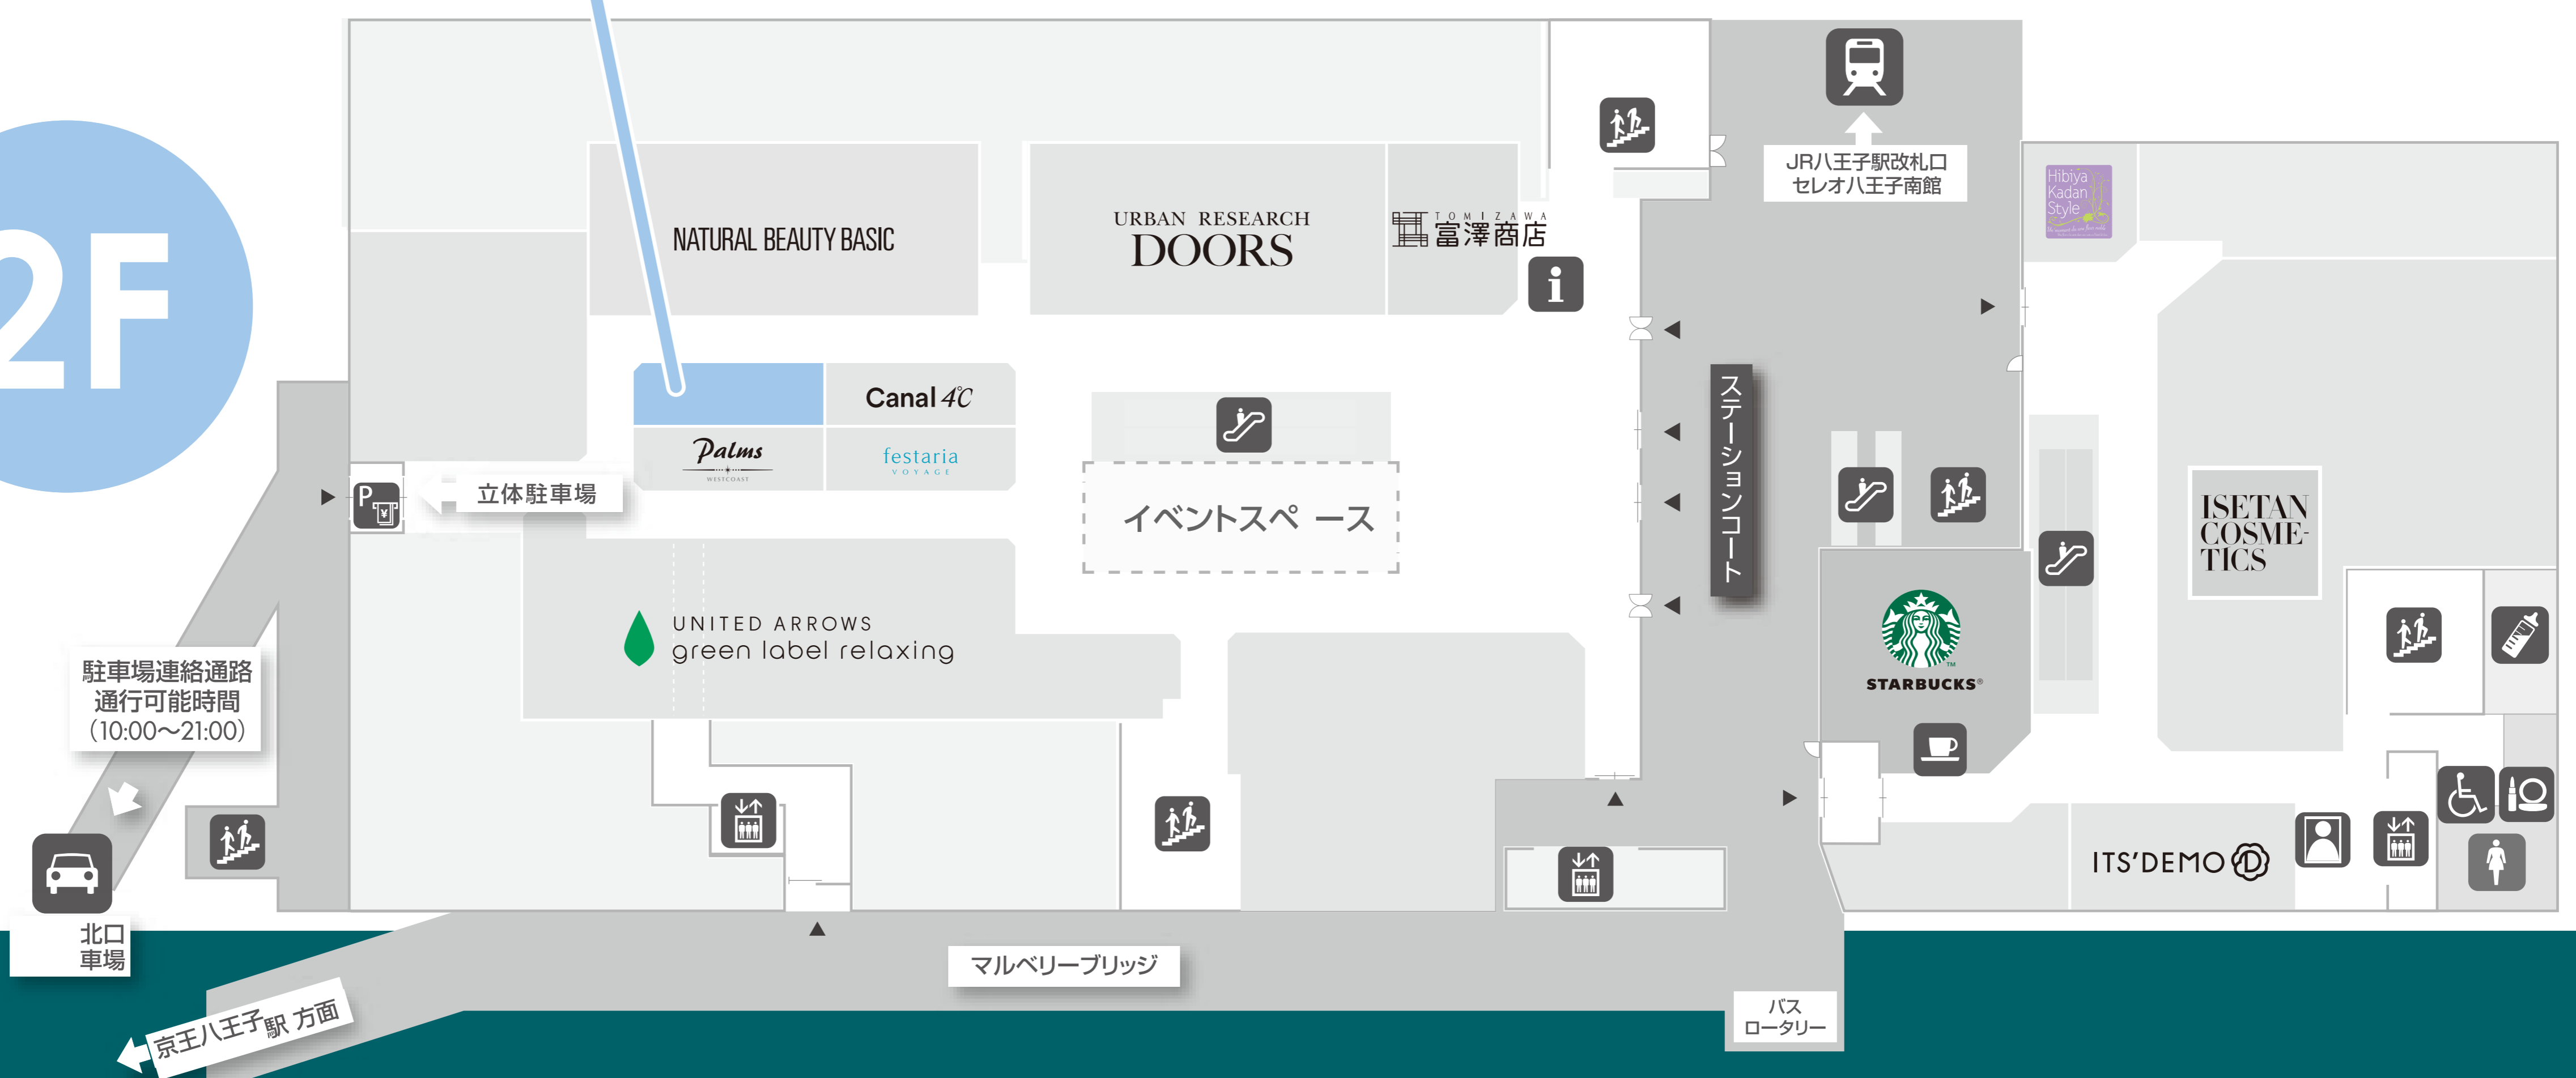 2F
JR八王子駅改札口
セレオ八王子南館
Hibiya
Kadan
Style
NATURAL BEAUTY BASIC
URBAN RESEARCH
DOORS
TOMIZAWA
富澤商店
i
Canal 4℃
Palms
WESTCOAST
festaria
VOYAGE
P
¥
立体駐車場
イベントスペ ース
ステーションコート
ISETAN
COSME-
TICS
UNITED ARROWS
green label relaxing
STARBUCKS®
TM
駐車場連絡通路
通行可能時間
（10:00〜21:00）
ITS'DEMO D
北口
車場
マルベリーブリッジ
バス
ロータリー
京王八王子駅 方面